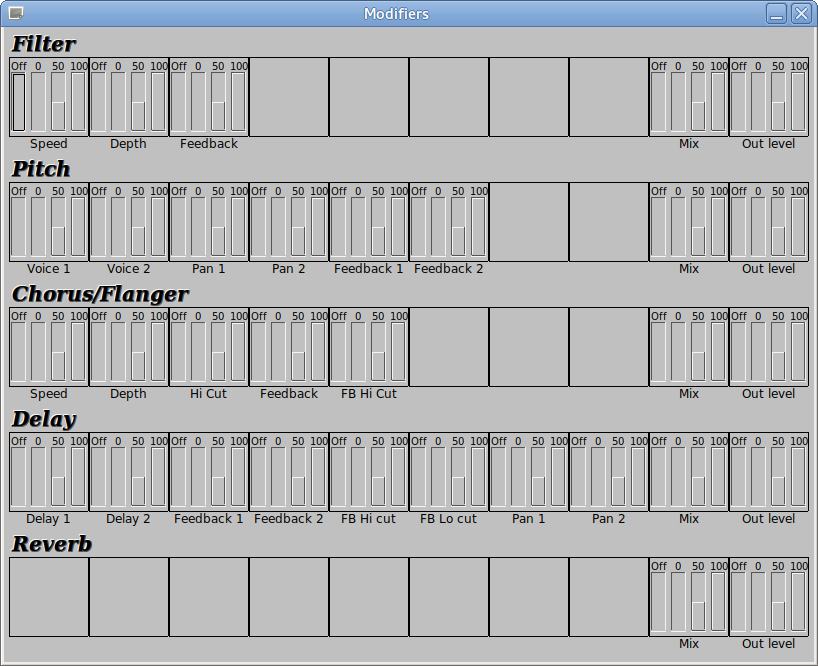 Modifiers
Filter
Off 0 50 100 Off 0 50 100 Off 0 50 100 Off 0 50 100 Off 0 50 100
Speed Depth Feedback Mix Out level
Pitch
Off 0 50 100 Off 0 50 100 Off 0 50 100 Off 0 50 100 Off 0 50 100 Off 0 50 100 Off 0 50 100 Off 0 50 100
Voice 1 Voice 2 Pan 1 Pan 2 Feedback 1 Feedback 2 Mix Out level
Chorus/Flanger
Off 0 50 100 Off 0 50 100 Off 0 50 100 Off 0 50 100 Off 0 50 100 Off 0 50 100 Off 0 50 100
Speed Depth Hi Cut Feedback FB Hi Cut Mix Out level
Delay
Off 0 50 100 Off 0 50 100 Off 0 50 100 Off 0 50 100 Off 0 50 100 Off 0 50 100 Off 0 50 100 Off 0 50 100 Off 0 50 100 Off 0 50 100
Delay 1 Delay 2 Feedback 1 Feedback 2 FB Hi cut FB Lo cut Pan 1 Pan 2 Mix Out level
Reverb
Off 0 50 100 Off 0 50 100
Mix Out level